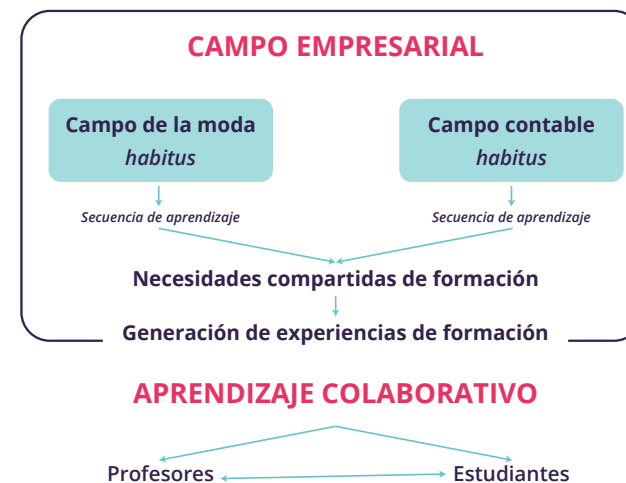 CAMPO EMPRESARIAL
Campo de la moda
habitus
Campo contable
habitus
Secuencia de aprendizaje
Secuencia de aprendizaje
Necesidades compartidas de formación
Generación de experiencias de formación
APRENDIZAJE COLABORATIVO
Profesores
Estudiantes